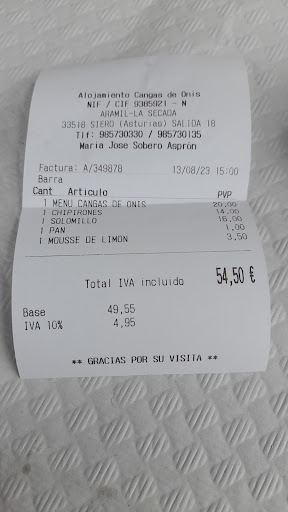 Alojamiento Cangas de Onis
NIF / CIF 9385921 - N
ARAMIL-LA SECADA
33518 SIERO (Asturias) SALIDA 18
Tlf: 985730330 / 985730135
Maria Jose Sobero Asprón
Factura: A/349878 13/08/23 15:00
Barra
Cant Artículo PVP
1 MENU CANGAS DE ONIS 20,00
1 CHIPIRONES 14,00
1 SOLOMILLO 16,00
1 PAN 1,00
1 MOUSSE DE LIMON 3,50
Total IVA incluido 54,50 €
Base 49,55
IVA 10% 4,95
** GRACIAS POR SU VISITA **